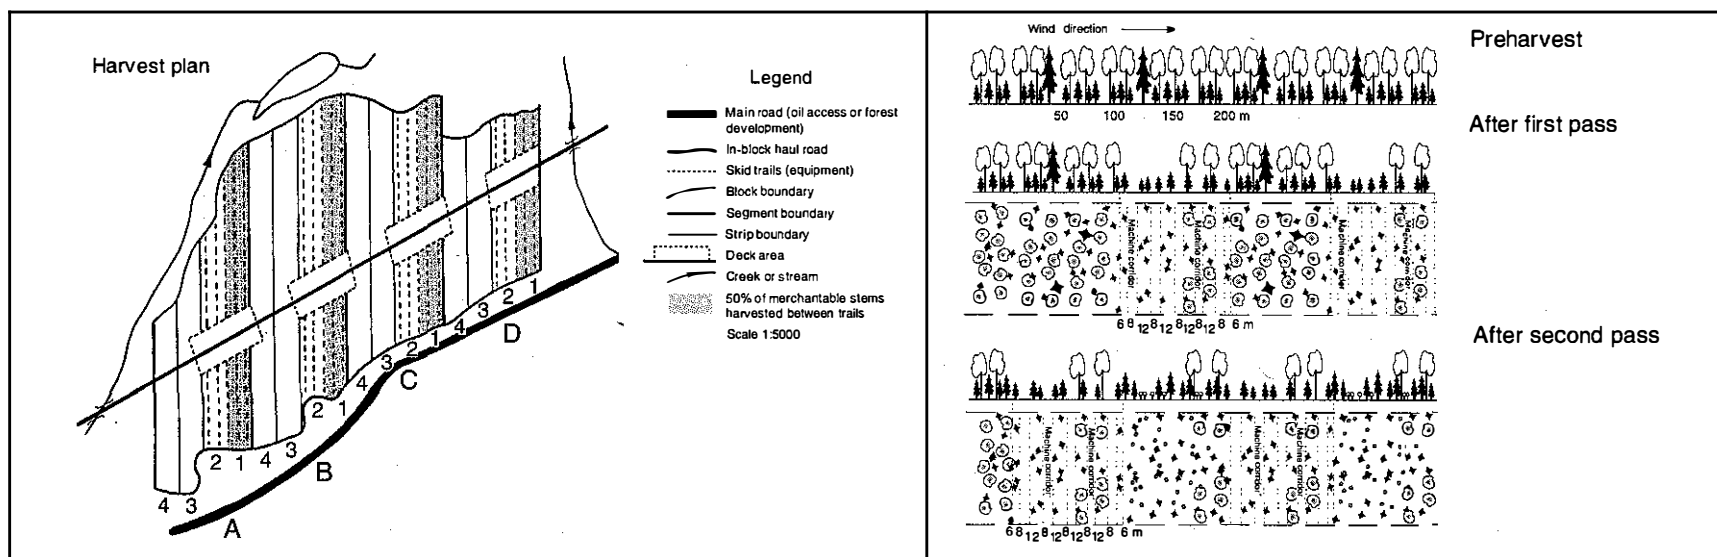 Harvest plan
Legend
Main road (oil access or forest
development)
In-block haul road
Skid trails (equipment)
Block boundary
Segment boundary
Strip boundary
Deck area
Creek or stream
50% of merchantable stems
harvested between trails
Scale 1:5000
4 3 2 1 4 3 2 1 4 3 2 1 4 3 2 1
A B C D
Wind direction
Preharvest
50 100 150 200 m
After first pass
Machine corridor
Machine corridor
Machine corridor
Machine corridor
Machine corridor
6 8 12 8 12 8 12 8 12 8 6 m
After second pass
Machine corridor
Machine corridor
Machine corridor
Machine corridor
6 8 12 8 12 8 12 8 12 8 6 m